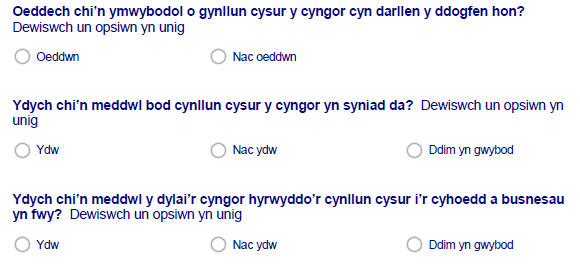 Oeddech chi'n ymwybodol o gynllun cysur y cyngor cyn darllen y ddogfen hon?
Dewiswch un opsiwn yn unig
Oeddwn Nac oeddwn
Ydych chi'n meddwl bod cynllun cysur y cyngor yn syniad da? Dewiswch un opsiwn yn
unig
Ydw Nac ydw Ddim yn gwybod
Ydych chi'n meddwl y dylai'r cyngor hyrwyddo'r cynllun cysur i'r cyhoedd a busnesau
yn fwy? Dewiswch un opsiwn yn unig
Ydw Nac ydw Ddim yn gwybod